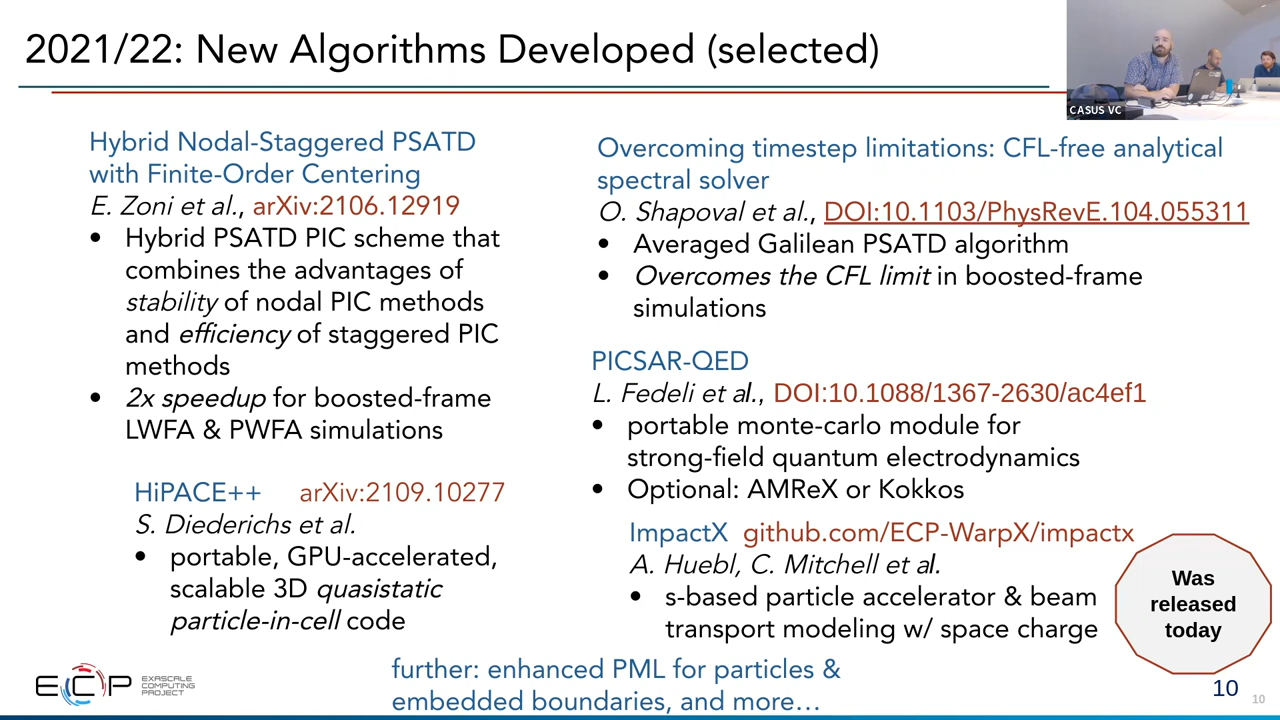 2021/22: New Algorithms Developed (selected)
CASUS VC
Hybrid Nodal-Staggered PSATD
with Finite-Order Centering
E. Zoni et al., arXiv:2106.12919
• Hybrid PSATD PIC scheme that
combines the advantages of
stability of nodal PIC methods
and efficiency of staggered PIC
methods
• 2x speedup for boosted-frame
LWFA & PWFA simulations
HiPACE++ arXiv:2109.10277
S. Diederichs et al.
• portable, GPU-accelerated,
scalable 3D quasistatic
particle-in-cell code
Overcoming timestep limitations: CFL-free analytical
spectral solver
O. Shapoval et al., DOI:10.1103/PhysRevE.104.055311
• Averaged Galilean PSATD algorithm
• Overcomes the CFL limit in boosted-frame
simulations
PICSAR-QED
L. Fedeli et al., DOI:10.1088/1367-2630/ac4ef1
• portable monte-carlo module for
strong-field quantum electrodynamics
• Optional: AMReX or Kokkos
ImpactX github.com/ECP-WarpX/impactx
A. Huebl, C. Mitchell et al.
• s-based particle accelerator & beam
transport modeling w/ space charge
Was
released
today
further: enhanced PML for particles &
embedded boundaries, and more…
ECP
EXASCALE
COMPUTING
PROJECT
10
10